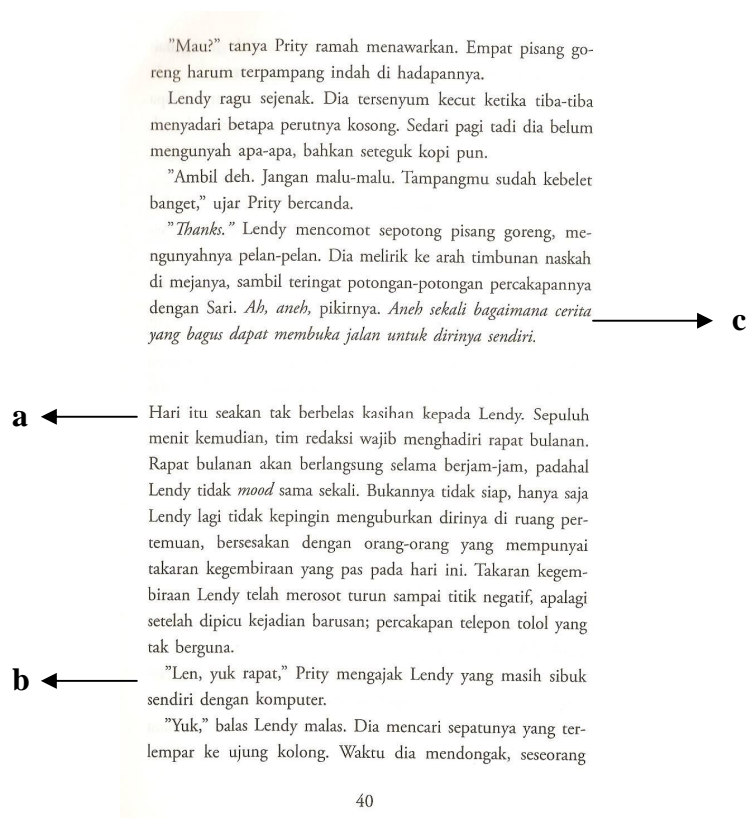 ”Mau?” tanya Prity ramah menawarkan. Empat pisang go-
reng harum terpampang indah di hadapannya.
Lendy ragu sejenak. Dia tersenyum kecut ketika tiba-tiba
menyadari betapa perutnya kosong. Sedari pagi tadi dia belum
mengunyah apa-apa, bahkan seteguk kopi pun.
”Ambil deh. Jangan malu-malu. Tampangmu sudah kebelet
banget,” ujar Prity bercanda.
”Thanks.” Lendy mencomot sepotong pisang goreng, me-
ngunyahnya pelan-pelan. Dia melirik ke arah timbunan naskah
di mejanya, sambil teringat potongan-potongan percakapannya
dengan Sari. Ah, aneh, pikirnya. Aneh sekali bagaimana cerita
yang bagus dapat membuka jalan untuk dirinya sendiri.
c
a
Hari itu seakan tak berbelas kasihan kepada Lendy. Sepuluh
menit kemudian, tim redaksi wajib menghadiri rapat bulanan.
Rapat bulanan akan berlangsung selama berjam-jam, padahal
Lendy tidak mood sama sekali. Bukannya tidak siap, hanya saja
Lendy lagi tidak kepingin menguburkan dirinya di ruang per-
temuan, bersesakan dengan orang-orang yang mempunyai
takaran kegembiraan yang pas pada hari ini. Takaran kegem-
biraan Lendy telah merosot turun sampai titik negatif, apalagi
setelah dipicu kejadian barusan; percakapan telepon tolol yang
tak berguna.
b
”Len, yuk rapat,” Prity mengajak Lendy yang masih sibuk
sendiri dengan komputer.
”Yuk,” balas Lendy malas. Dia mencari sepatunya yang ter-
lempar ke ujung kolong. Waktu dia mendongak, seseorang
40